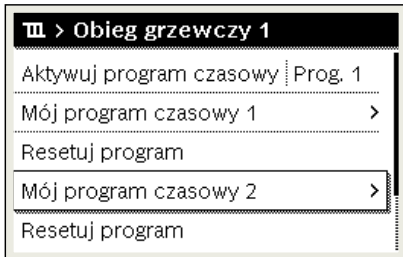 > Obieg grzewczy 1
Aktywuj program czasowy Prog. 1
Mój program czasowy 1 >
Resetuj program
Mój program czasowy 2 >
Resetuj program